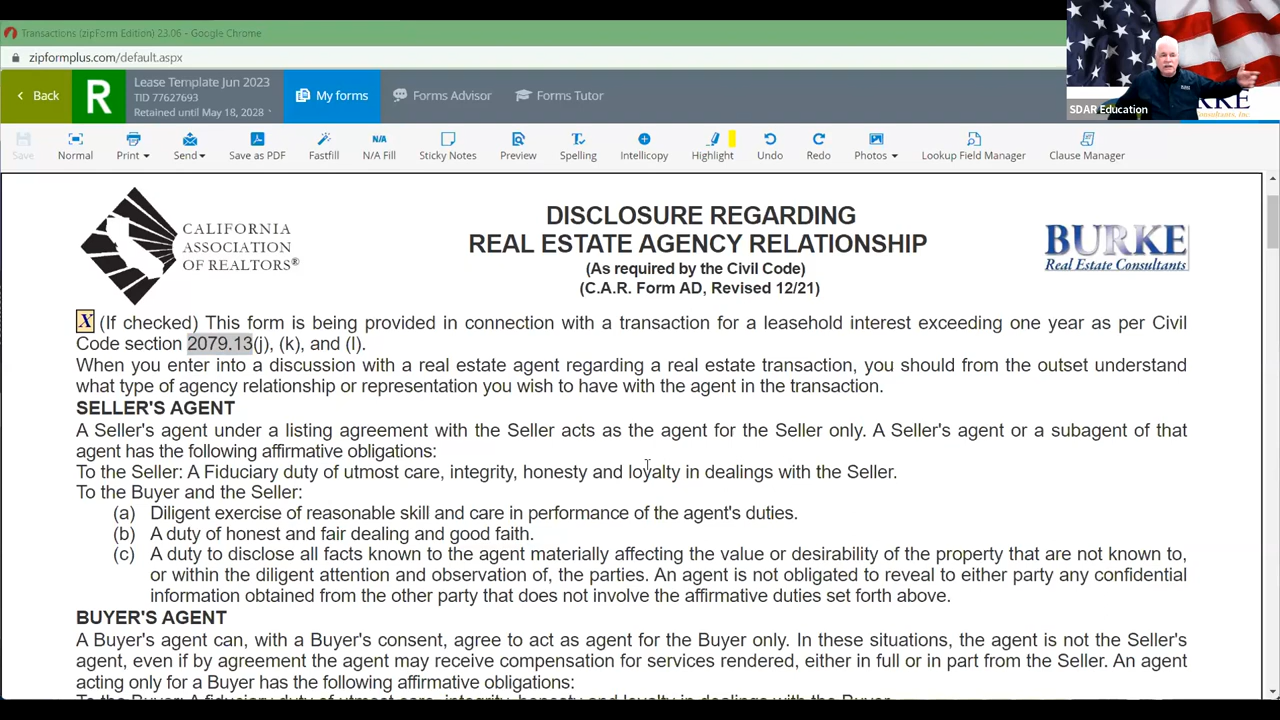 Transactions (zipForm Edition) 23.06 - Google Chrome
zipformplus.com/default.aspx
Back
R
Lease Template Jun 2023
TID 77627693
Retained until May 18, 2028
My forms
Forms Advisor
Forms Tutor
SDAR Education
Save
Normal
Print
Send
Save as PDF
Fastfill
N/A
N/A Fill
Sticky Notes
Preview
Spelling
Intellicopy
Highlight
Undo
Redo
Photos
Lookup Field Manager
Clause Manager
CALIFORNIA
ASSOCIATION
OF REALTORS®
DISCLOSURE REGARDING
REAL ESTATE AGENCY RELATIONSHIP
(As required by the Civil Code)
(C.A.R. Form AD, Revised 12/21)
BURKE
Real Estate Consultants
X (If checked) This form is being provided in connection with a transaction for a leasehold interest exceeding one year as per Civil
Code section 2079.13(j), (k), and (l).
When you enter into a discussion with a real estate agent regarding a real estate transaction, you should from the outset understand
what type of agency relationship or representation you wish to have with the agent in the transaction.
SELLER'S AGENT
A Seller's agent under a listing agreement with the Seller acts as the agent for the Seller only. A Seller's agent or a subagent of that
agent has the following affirmative obligations:
To the Seller: A Fiduciary duty of utmost care, integrity, honesty and loyalty in dealings with the Seller.
To the Buyer and the Seller:
(a) Diligent exercise of reasonable skill and care in performance of the agent's duties.
(b) A duty of honest and fair dealing and good faith.
(c) A duty to disclose all facts known to the agent materially affecting the value or desirability of the property that are not known to,
or within the diligent attention and observation of, the parties. An agent is not obligated to reveal to either party any confidential
information obtained from the other party that does not involve the affirmative duties set forth above.
BUYER'S AGENT
A Buyer's agent can, with a Buyer's consent, agree to act as agent for the Buyer only. In these situations, the agent is not the Seller's
agent, even if by agreement the agent may receive compensation for services rendered, either in full or in part from the Seller. An agent
acting only for a Buyer has the following affirmative obligations:
To the Buyer: A fiduciary duty of utmost care, integrity, honesty and loyalty in dealings with the Buyer.